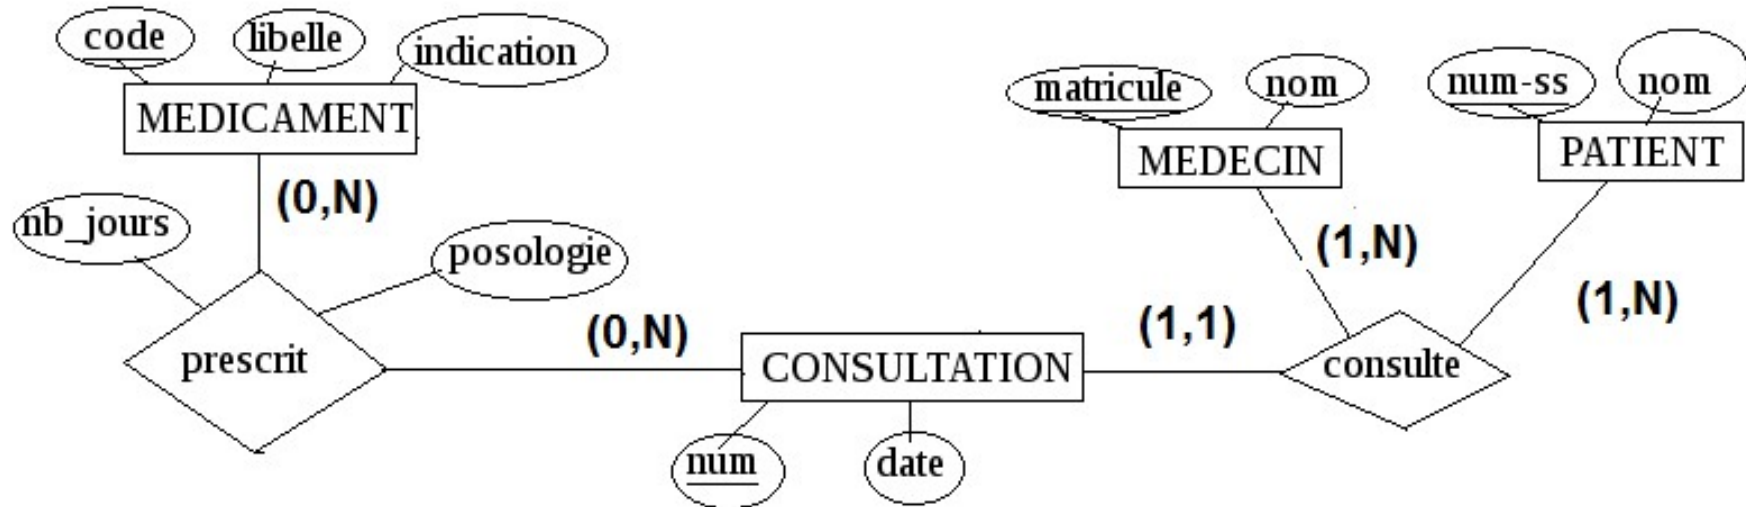 code
libelle
indication
MEDICAMENT
matricule
nom
num-ss
nom
MEDECIN
PATIENT
(0,N)
nb_jours
posologie
(1,N)
(1,N)
(0,N)
(1,1)
prescrit
CONSULTATION
consulte
num
date